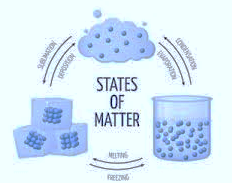 SUBLIMATION
DEPOSITION
CONDENSATION
EVAPORATION
STATES
OF
MATTER
MELTING
FREEZING